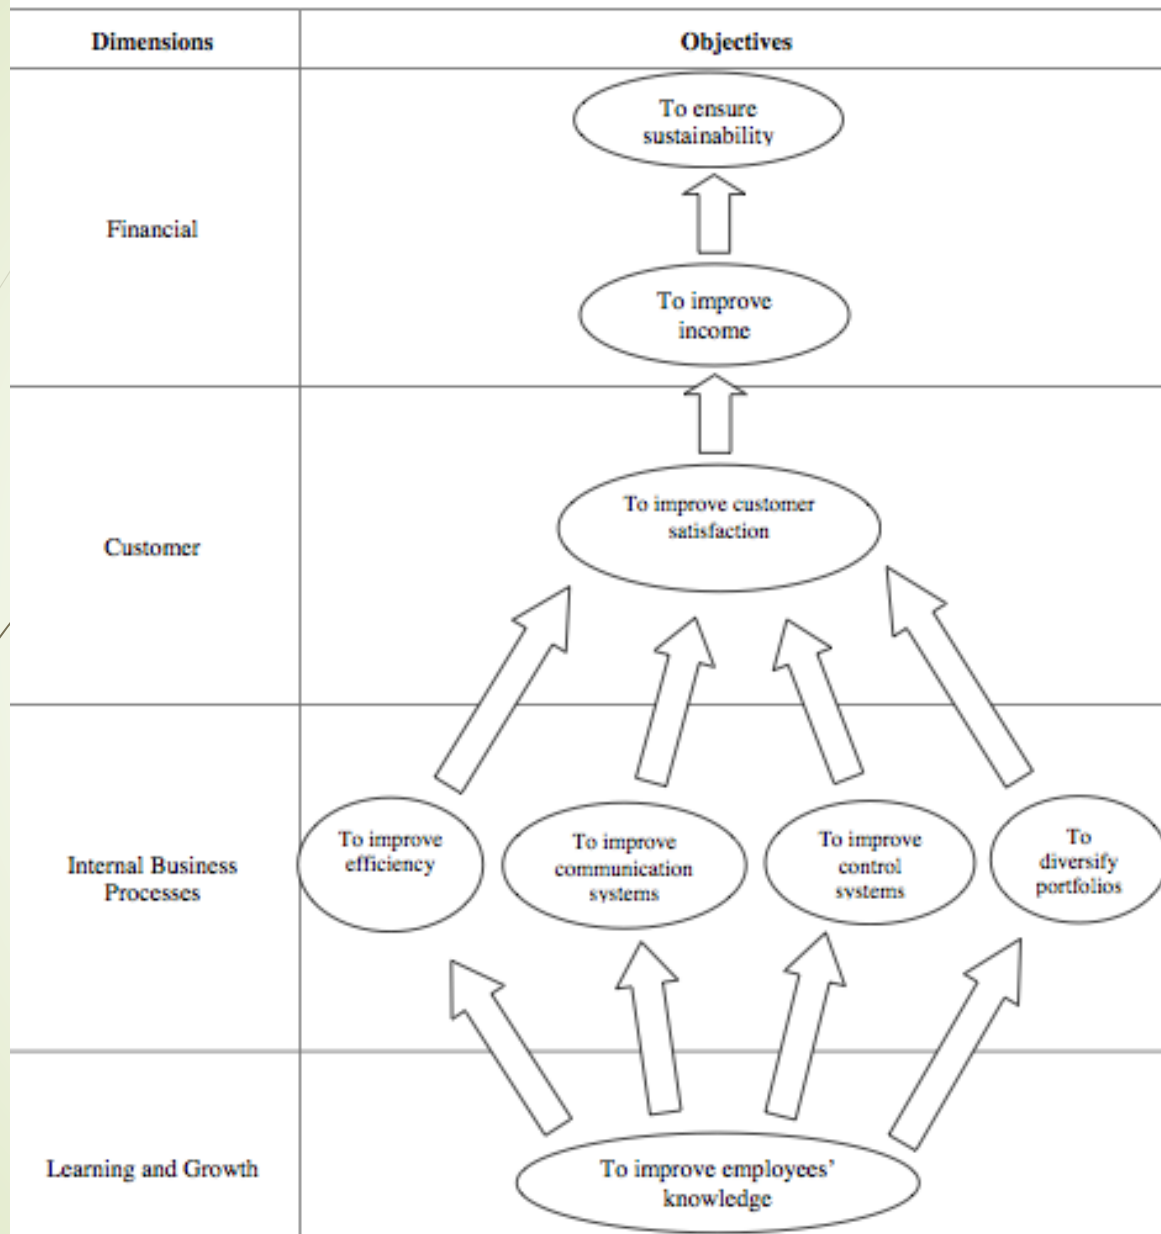 Dimensions
Objectives
To ensure
sustainability
Financial
To improve
income
To improve customer
satisfaction
Customer
To improve
efficiency
To improve
communication
systems
To improve
control
systems
To
diversify
portfolios
Internal Business
Processes
Learning and Growth
To improve employees’
knowledge